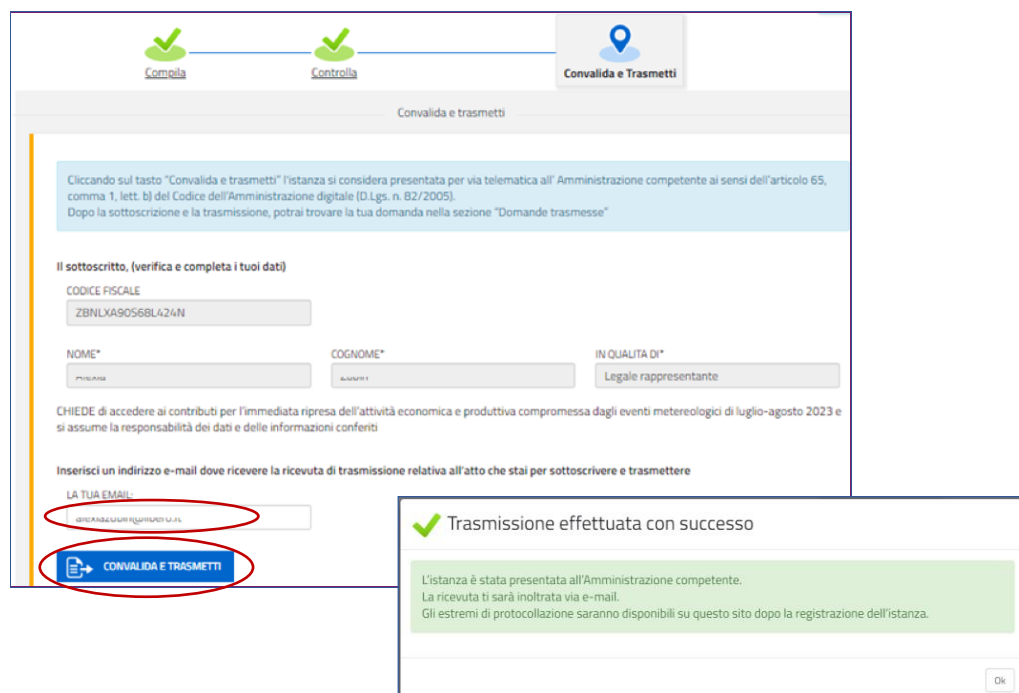 Compila
Controlla
Convalida e Trasmetti
Convalida e trasmetti
Cliccando sul tasto "Convalida e trasmetti" l'istanza si considera presentata per via telematica all' Amministrazione competente ai sensi dell'articolo 65,
comma 1, lett. b) del Codice dell'Amministrazione digitale (D.Lgs. n. 82/2005).
Dopo la sottoscrizione e la trasmissione, potrai trovare la tua domanda nella sezione "Domande trasmesse"
Il sottoscritto, (verifica e completa i tuoi dati)
CODICE FISCALE
ZBNLXA90S68L424N
NOME*
COGNOME*
IN QUALITA DI*
Legale rappresentante
CHIEDE di accedere ai contributi per l'immediata ripresa dell'attività economica e produttiva compromessa dagli eventi metereologici di luglio-agosto 2023 e
si assume la responsabilità dei dati e delle informazioni conferiti
Inserisci un indirizzo e-mail dove ricevere la ricevuta di trasmissione relativa all'atto che stai per sottoscrivere e trasmettere
LA TUA EMAIL:
CONVALIDA E TRASMETTI
Trasmissione effettuata con successo
L'istanza è stata presentata all'Amministrazione competente.
La ricevuta ti sarà inoltrata via e-mail.
Gli estremi di protocollazione saranno disponibili su questo sito dopo la registrazione dell'istanza.
Ok